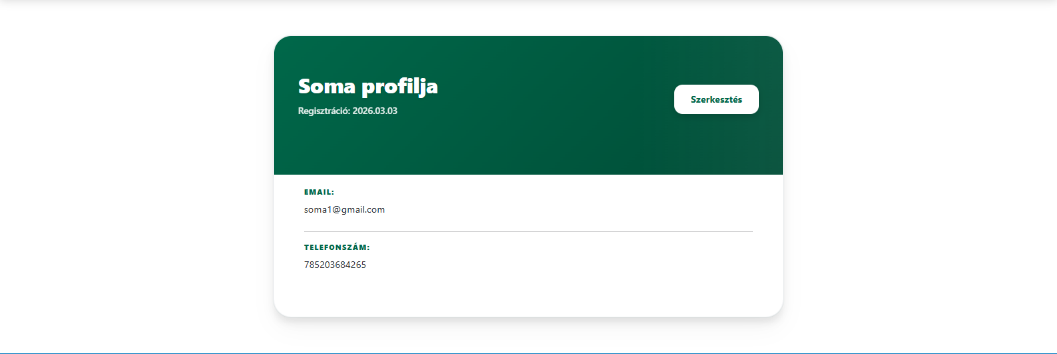 Soma profilja
Regisztráció: 2026.03.03
Szerkesztés
EMAIL:
soma1@gmail.com
TELEFONSZÁM:
785203684265